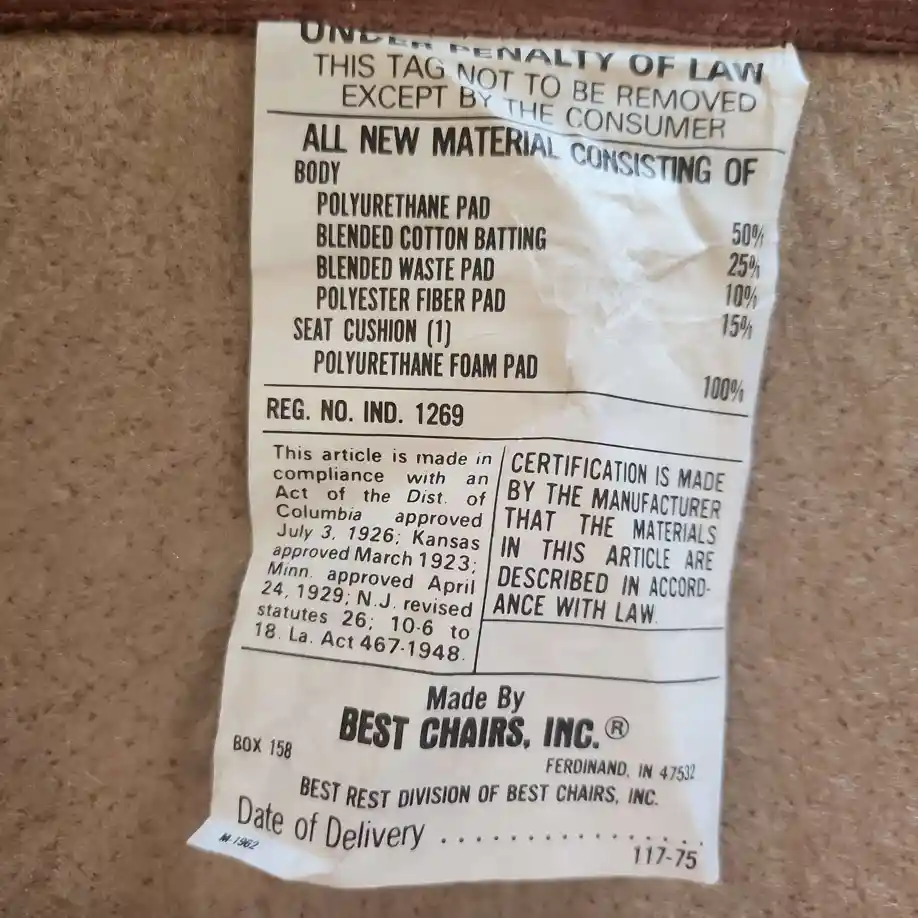 UNDER PENALTY OF LAW
THIS TAG NOT TO BE REMOVED
EXCEPT BY THE CONSUMER
ALL NEW MATERIAL CONSISTING OF
BODY
POLYURETHANE PAD 50%
BLENDED COTTON BATTING 25%
BLENDED WASTE PAD 10%
POLYESTER FIBER PAD 15%
SEAT CUSHION (1)
POLYURETHANE FOAM PAD 100%
REG. NO. IND. 1269
This article is made in
compliance with an
Act of the Dist. of
Columbia approved
July 3, 1926; Kansas
approved March 1923;
Minn. approved April
24, 1929; N.J. revised
statutes 26; 10-6 to
18. La. Act 467-1948.
CERTIFICATION IS MADE
BY THE MANUFACTURER
THAT THE MATERIALS
IN THIS ARTICLE ARE
DESCRIBED IN ACCORD-
ANCE WITH LAW.
Made By
BEST CHAIRS, INC.®
BOX 158 FERDINAND, IN 47532
BEST REST DIVISION OF BEST CHAIRS, INC.
Date of Delivery ................
M-1962 117-75